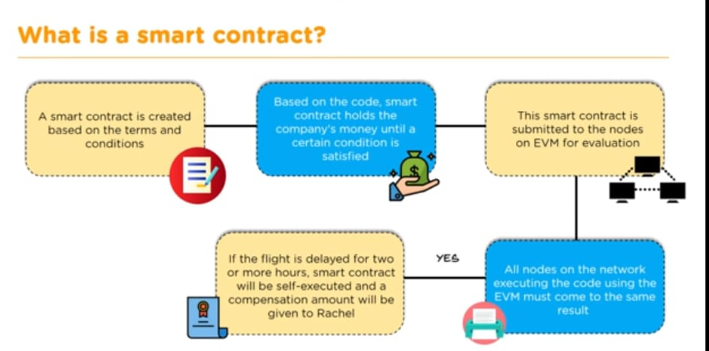 What is a smart contract?
A smart contract is created
based on the terms and
conditions
Based on the code, smart
contract holds the
company's money until a
certain condition is
satisfied
This smart contract is
submitted to the nodes
on EVM for evaluation
If the flight is delayed for two
or more hours, smart contract
will be self-executed and a
compensation amount will be
given to Rachel
YES
All nodes on the network
executing the code using the
EVM must come to the same
result